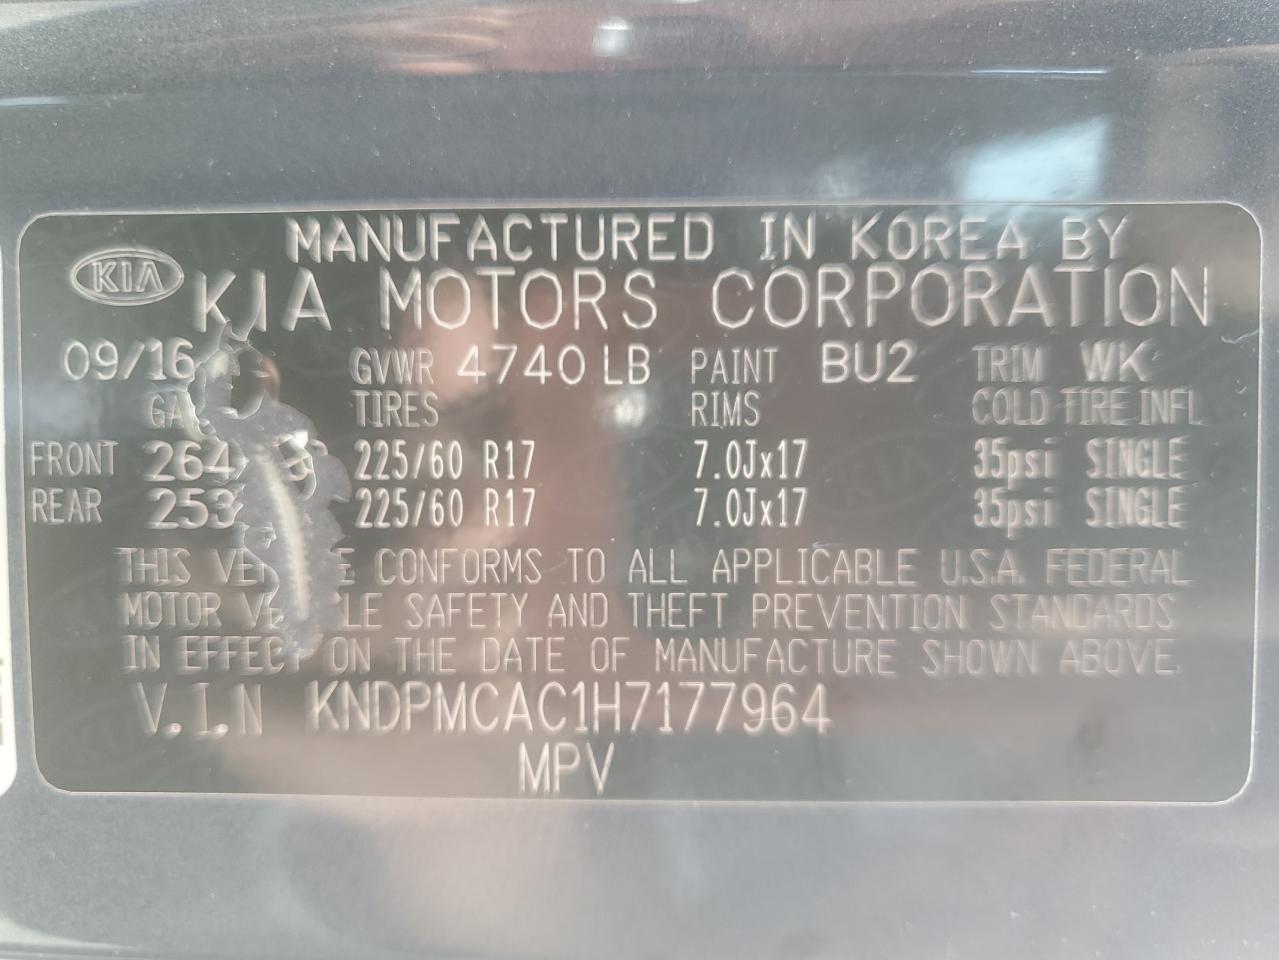 MANUFACTURED IN KOREA BY
KIA KIA MOTORS CORPORATION
09/16 GVWR 4740 LB PAINT BU2 TRIM WK
TIRES RIMS COLD TIRE INFL
FRONT 264 225/60 R17 7.0Jx17 35psi SINGLE
REAR 253 225/60 R17 7.0Jx17 35psi SINGLE
THIS CONFORMS TO ALL APPLICABLE U.S.A. FEDERAL
MOTOR SAFETY AND THEFT PREVENTION STANDARDS
IN EFFECT ON THE DATE OF MANUFACTURE SHOWN ABOVE.
V.I.N KNDPMCAC1H7177964
MPV